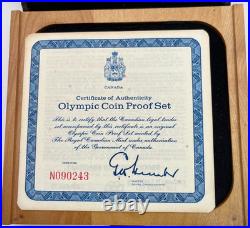 CANADA
Certificate of Authenticity
Olympic Coin Proof Set
This is to certify that the Canadian legal tender
set accompanied by this certificate is an original
Olympic Coin Proof Set minted by
The Royal Canadian Mint under authorization
of the Government of Canada.
N090243